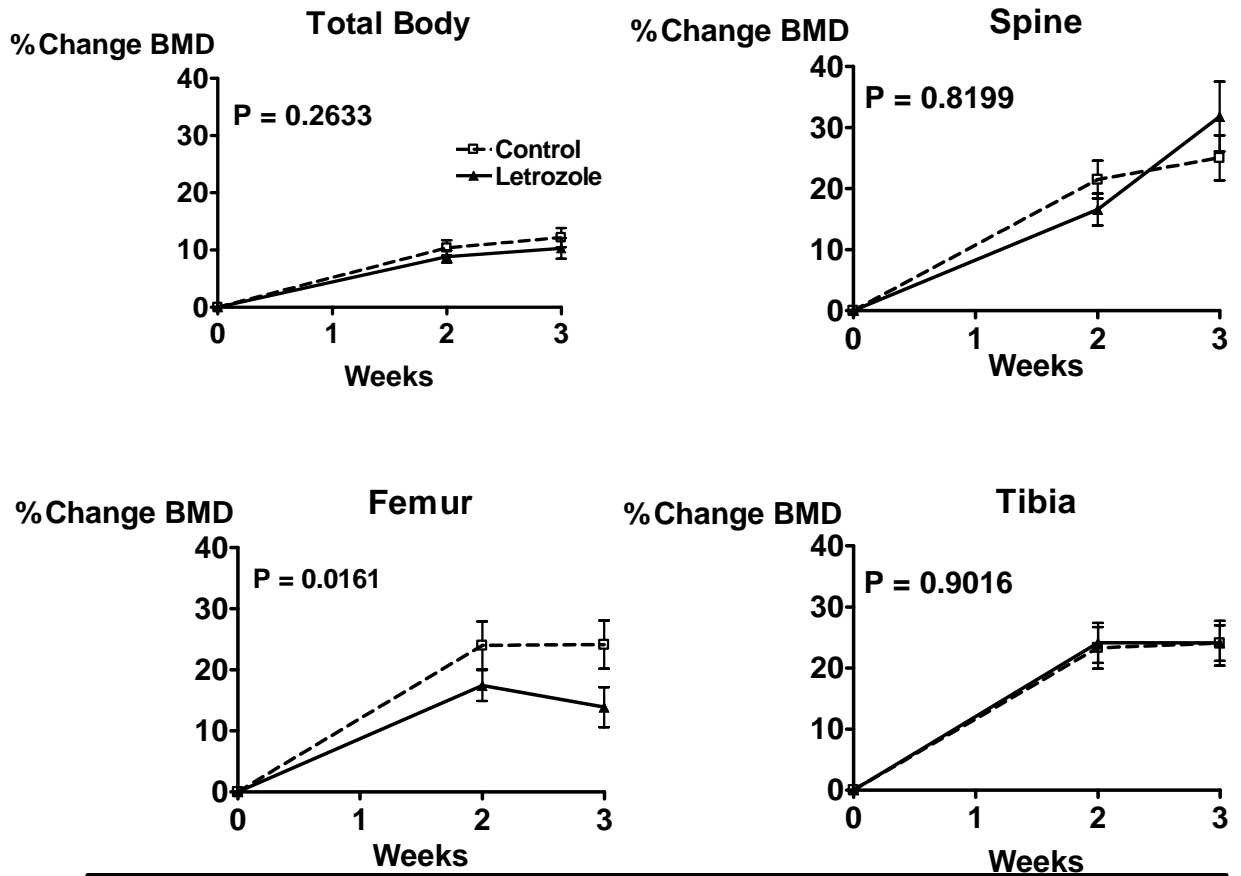 Total Body
%Change BMD
40
P = 0.2633
30
Control
Letrozole
20
10
0
0 1 2 3
Weeks
Spine
%Change BMD
40
P = 0.8199
30
20
10
0
0 1 2 3
Weeks
Femur
%Change BMD
40
P = 0.0161
30
20
10
0
0 1 2 3
Weeks
Tibia
%Change BMD
40
P = 0.9016
30
20
10
0
0 1 2 3
Weeks